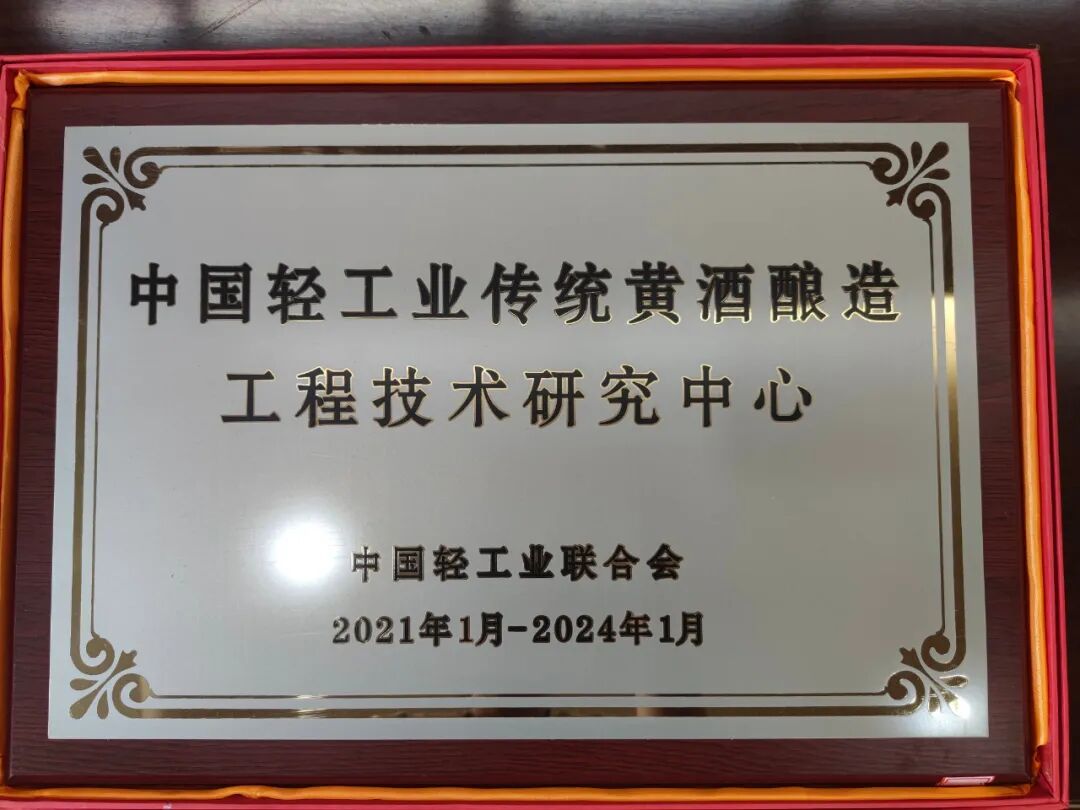 中国轻工业传统黄酒酿造
工程技术研究中心
中国轻工业联合会
2021年1月-2024年1月